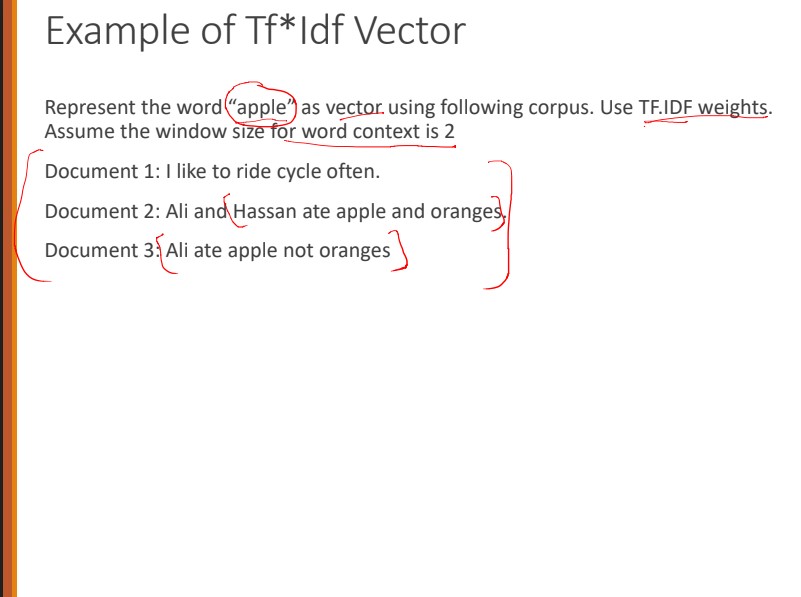 Example of Tf*Idf Vector
Represent the word “apple” as vector using following corpus. Use TF.IDF weights.
Assume the window size for word context is 2
Document 1: I like to ride cycle often.
Document 2: Ali and Hassan ate apple and oranges.
Document 3: Ali ate apple not oranges